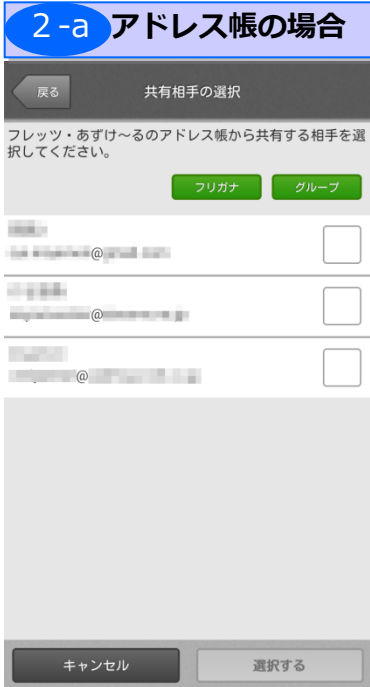 2-a アドレス帳の場合
戻る 共有相手の選択
フレッツ・あずけ〜るのアドレス帳から共有する相手を選
択してください。
フリガナ グループ
@
@
@
キャンセル 選択する